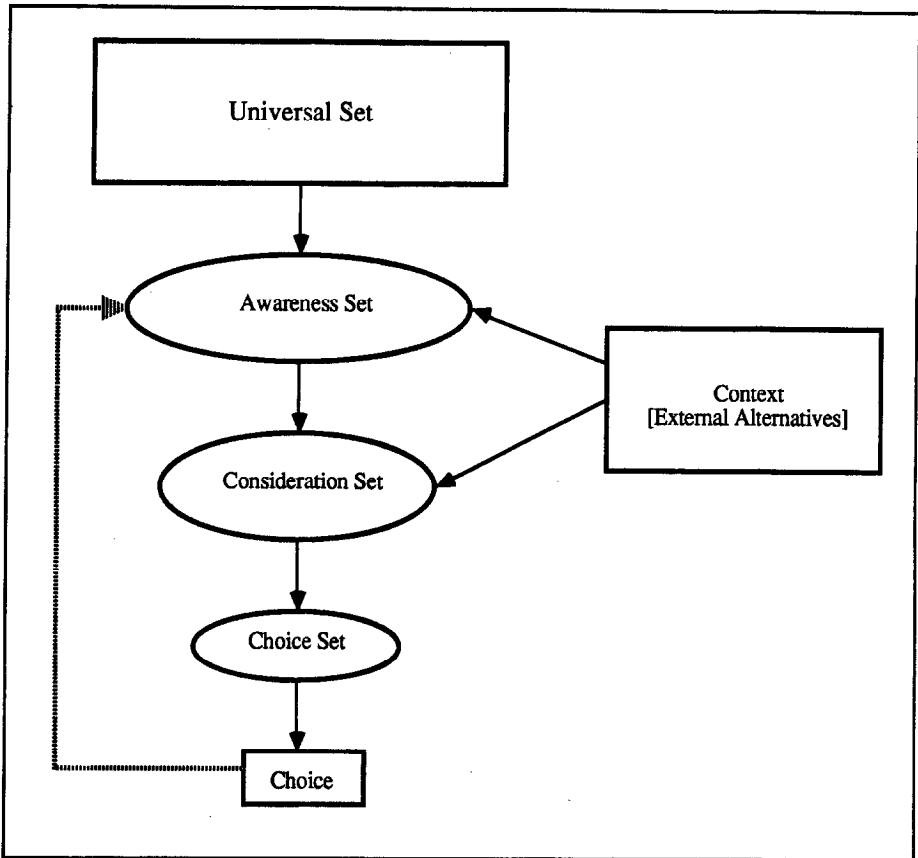 Universal Set
Awareness Set
Context
[External Alternatives]
Consideration Set
Choice Set
Choice